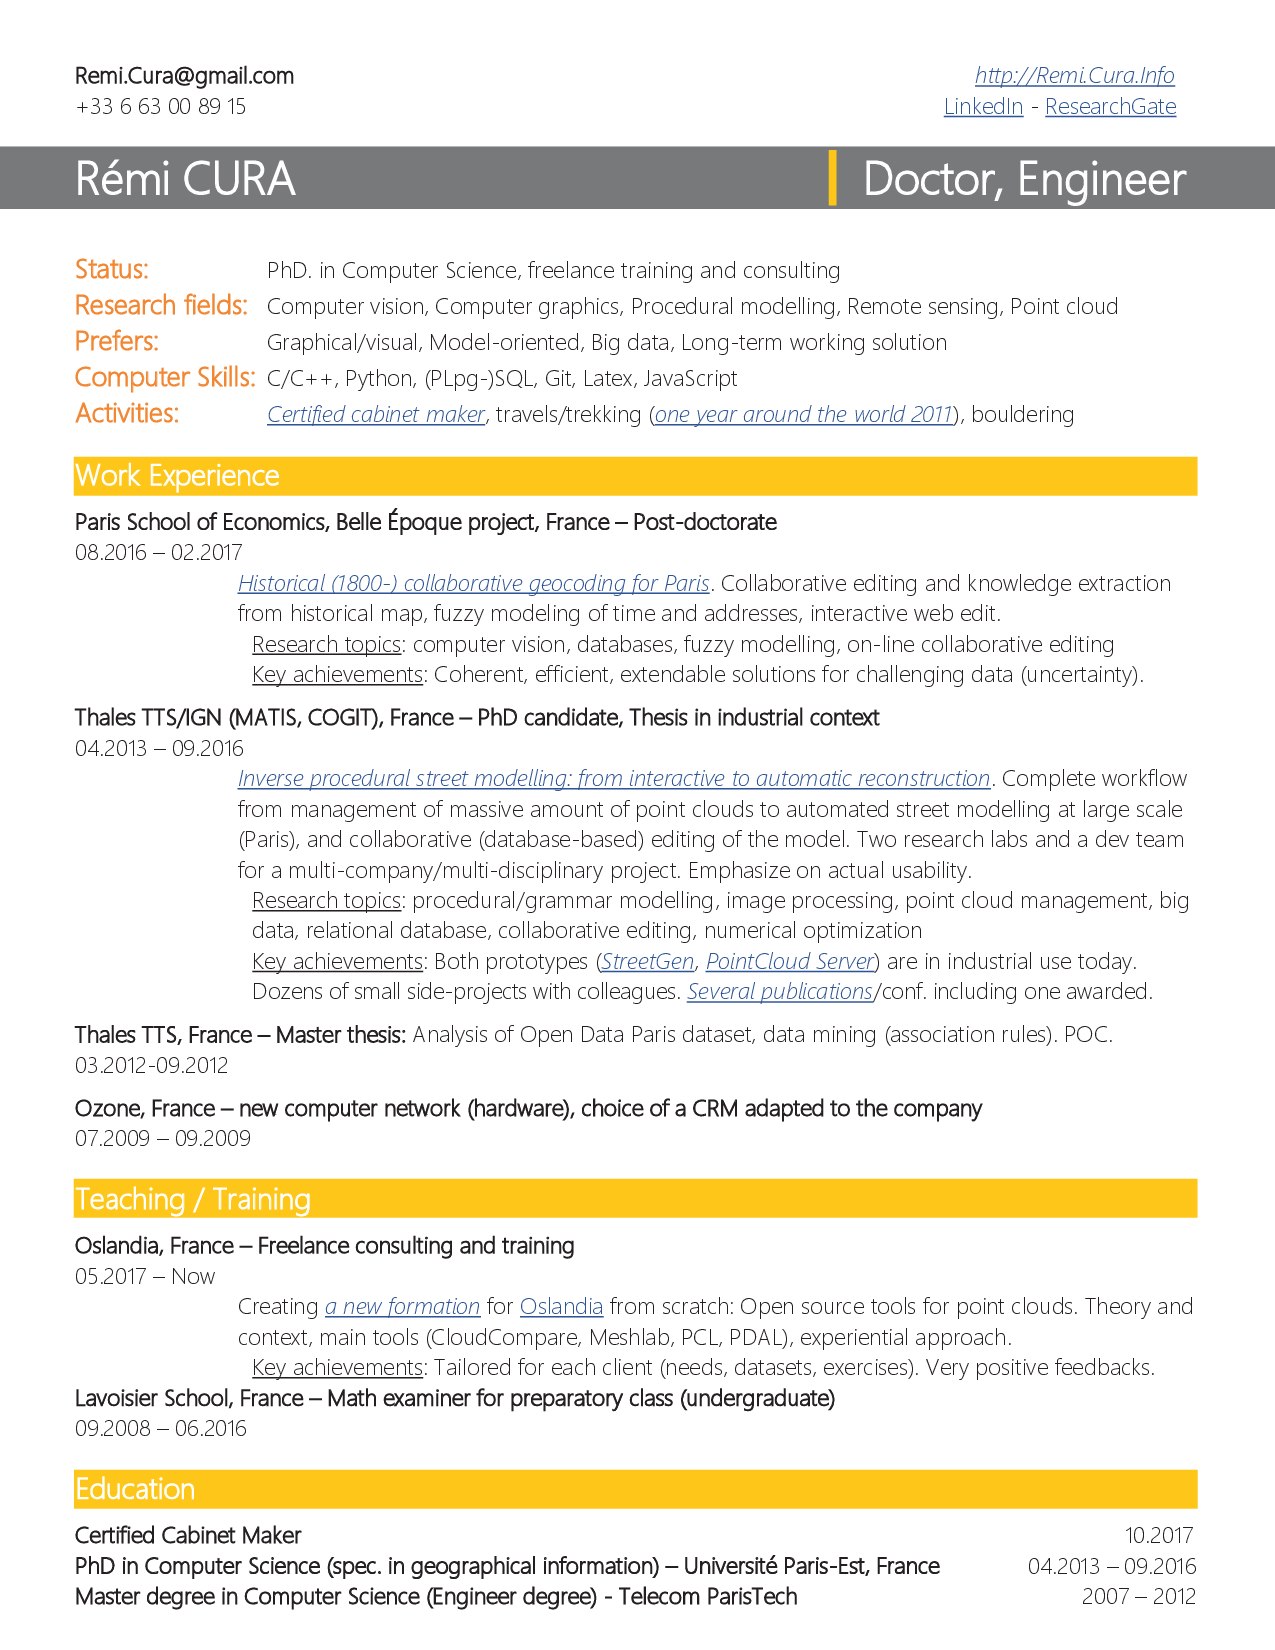 Remi.Cura@gmail.com
http://Remi.Cura.Info
+33 6 63 00 89 15
LinkedIn - ResearchGate
Rémi CURA
Doctor, Engineer
Status: PhD. in Computer Science, freelance training and consulting
Research fields: Computer vision, Computer graphics, Procedural modelling, Remote sensing, Point cloud
Prefers: Graphical/visual, Model-oriented, Big data, Long-term working solution
Computer Skills: C/C++, Python, (PLpg-)SQL, Git, Latex, JavaScript
Activities: Certified cabinet maker, travels/trekking (one year around the world 2011), bouldering
Work Experience
Paris School of Economics, Belle Époque project, France – Post-doctorate
08.2016 – 02.2017
Historical (1800-) collaborative geocoding for Paris. Collaborative editing and knowledge extraction
from historical map, fuzzy modeling of time and addresses, interactive web edit.
Research topics: computer vision, databases, fuzzy modelling, on-line collaborative editing
Key achievements: Coherent, efficient, extendable solutions for challenging data (uncertainty).
Thales TTS/IGN (MATIS, COGIT), France – PhD candidate, Thesis in industrial context
04.2013 – 09.2016
Inverse procedural street modelling: from interactive to automatic reconstruction. Complete workflow
from management of massive amount of point clouds to automated street modelling at large scale
(Paris), and collaborative (database-based) editing of the model. Two research labs and a dev team
for a multi-company/multi-disciplinary project. Emphasize on actual usability.
Research topics: procedural/grammar modelling, image processing, point cloud management, big
data, relational database, collaborative editing, numerical optimization
Key achievements: Both prototypes (StreetGen, PointCloud Server) are in industrial use today.
Dozens of small side-projects with colleagues. Several publications/conf. including one awarded.
Thales TTS, France – Master thesis: Analysis of Open Data Paris dataset, data mining (association rules). POC.
03.2012-09.2012
Ozone, France – new computer network (hardware), choice of a CRM adapted to the company
07.2009 – 09.2009
Teaching / Training
Oslandia, France – Freelance consulting and training
05.2017 – Now
Creating a new formation for Oslandia from scratch: Open source tools for point clouds. Theory and
context, main tools (CloudCompare, Meshlab, PCL, PDAL), experiential approach.
Key achievements: Tailored for each client (needs, datasets, exercises). Very positive feedbacks.
Lavoisier School, France – Math examiner for preparatory class (undergraduate)
09.2008 – 06.2016
Education
Certified Cabinet Maker 10.2017
PhD in Computer Science (spec. in geographical information) – Université Paris-Est, France 04.2013 – 09.2016
Master degree in Computer Science (Engineer degree) - Telecom ParisTech 2007 – 2012